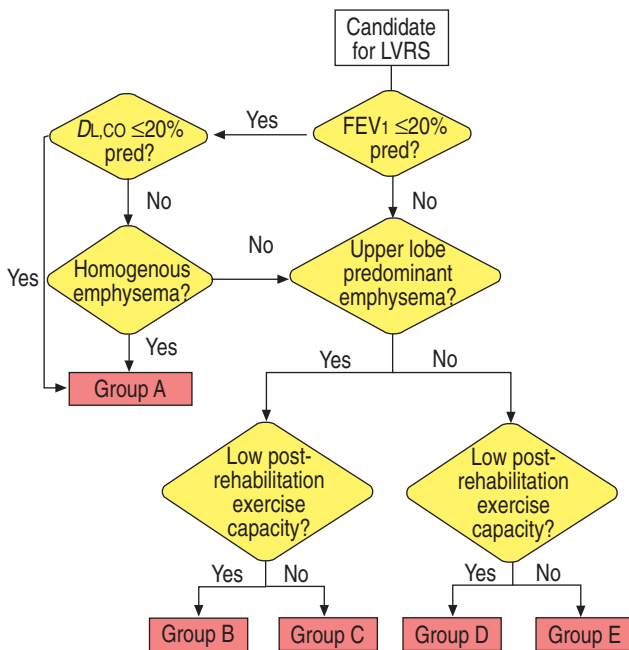 Candidate
for LVRS
DL,CO ≤20%
pred?
Yes
FEV1 ≤20%
pred?
No
No
Yes
Homogenous
emphysema?
No
Upper lobe
predominant
emphysema?
Yes
Group A
Yes
No
Low post-
rehabilitation
exercise
capacity?
Low post-
rehabilitation
exercise
capacity?
Yes
No
Yes
No
Group B
Group C
Group D
Group E